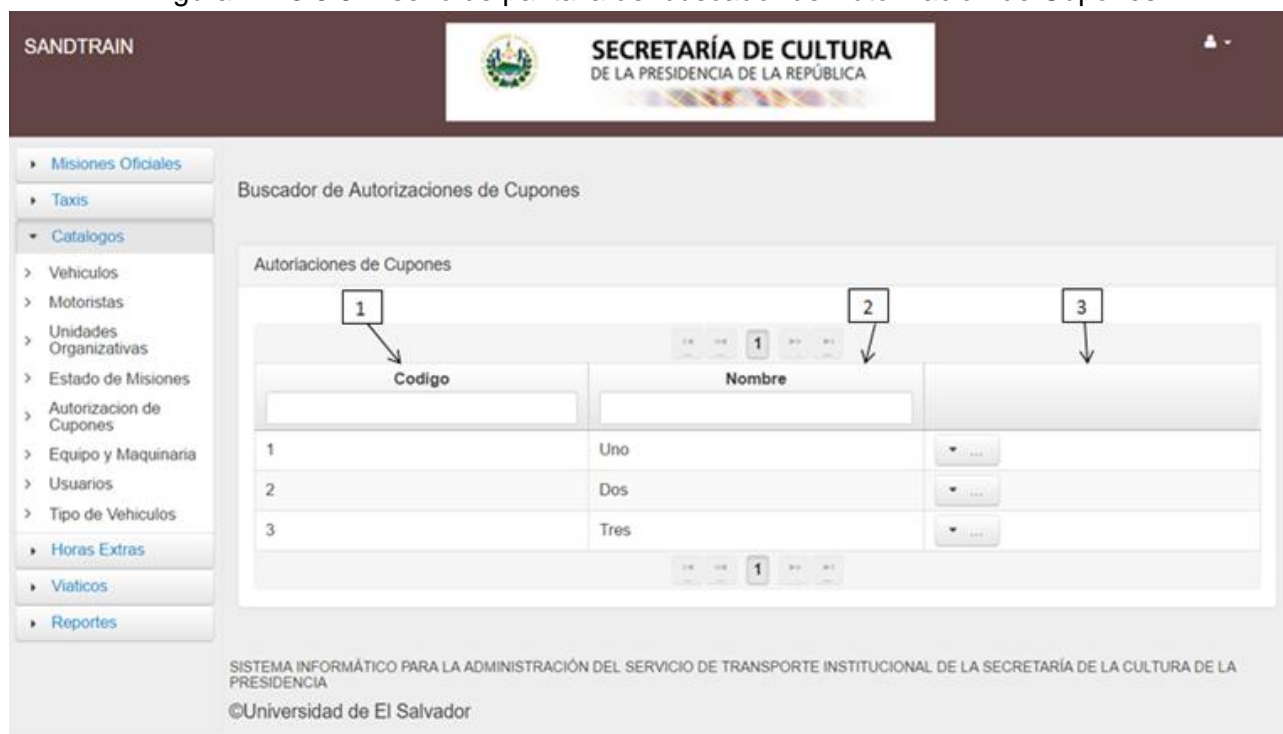 SANDTRAIN
SECRETARÍA DE CULTURA
DE LA PRESIDENCIA DE LA REPÚBLICA
Misiones Oficiales
Taxis
Catalogos
Vehiculos
Motoristas
Unidades
Organizativas
Estado de Misiones
Autorizacion de
Cupones
Equipo y Maquinaria
Usuarios
Tipo de Vehiculos
Horas Extras
Viaticos
Reportes
Buscador de Autorizaciones de Cupones
Autoriaciones de Cupones
1 2 3
1
Codigo Nombre
1 Uno ...
2 Dos ...
3 Tres ...
1
SISTEMA INFORMÁTICO PARA LA ADMINISTRACIÓN DEL SERVICIO DE TRANSPORTE INSTITUCIONAL DE LA SECRETARÍA DE LA CULTURA DE LA
PRESIDENCIA
©Universidad de El Salvador